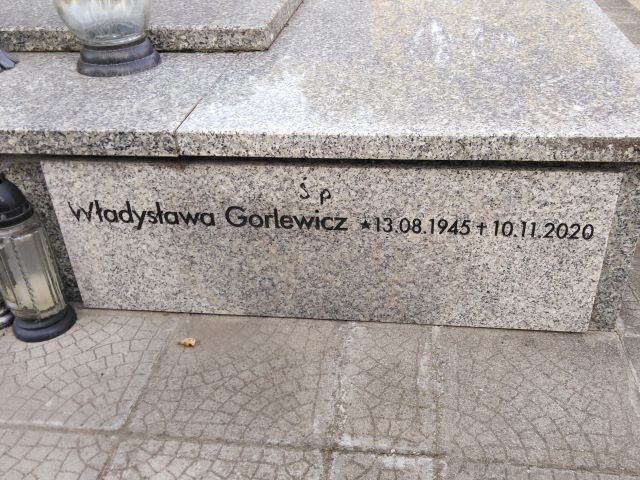 Ś p
Władysława Gorlewicz ★13.08.1945 ✝ 10.11.2020